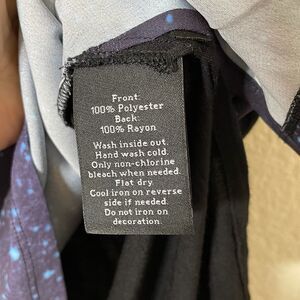 Front:
100% Polyester
Back:
100% Rayon
Wash inside out.
Hand wash cold.
Only non-chlorine
bleach when needed.
Flat dry
Cool iron on reverse
side if needed.
Do not iron on
decoration.